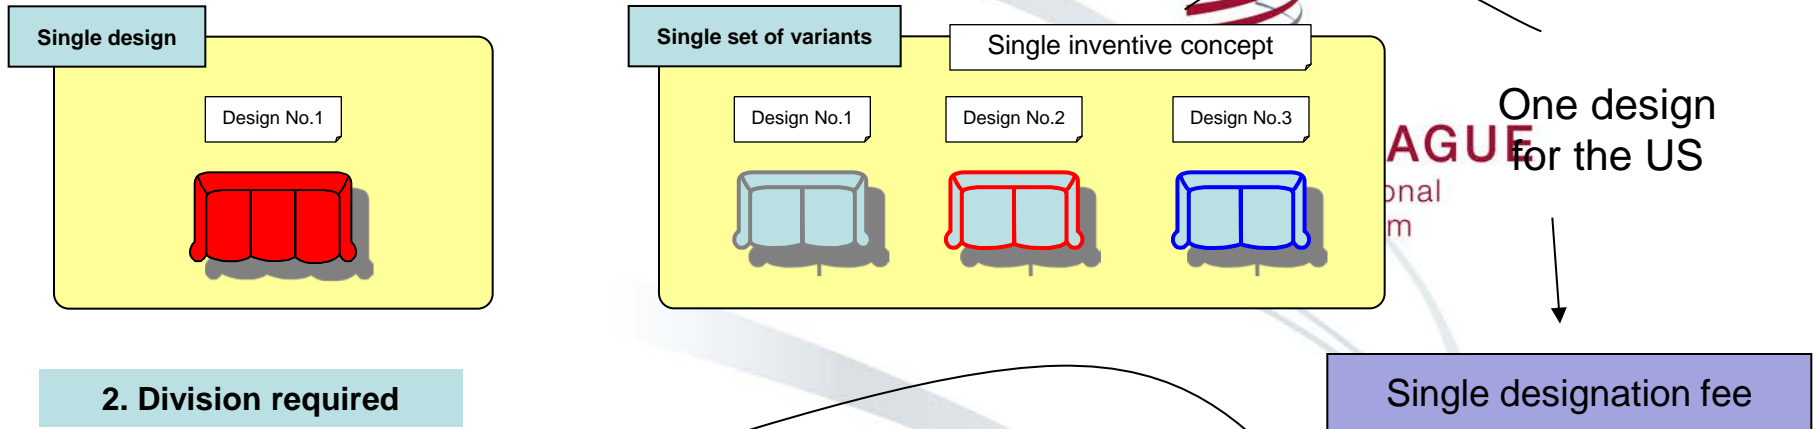 Single design
Design No.1
Single set of variants
Single inventive concept
Design No.1
Design No.2
Design No.3
One design
for the US
AGUE
onal
m
2. Division required
Single designation fee